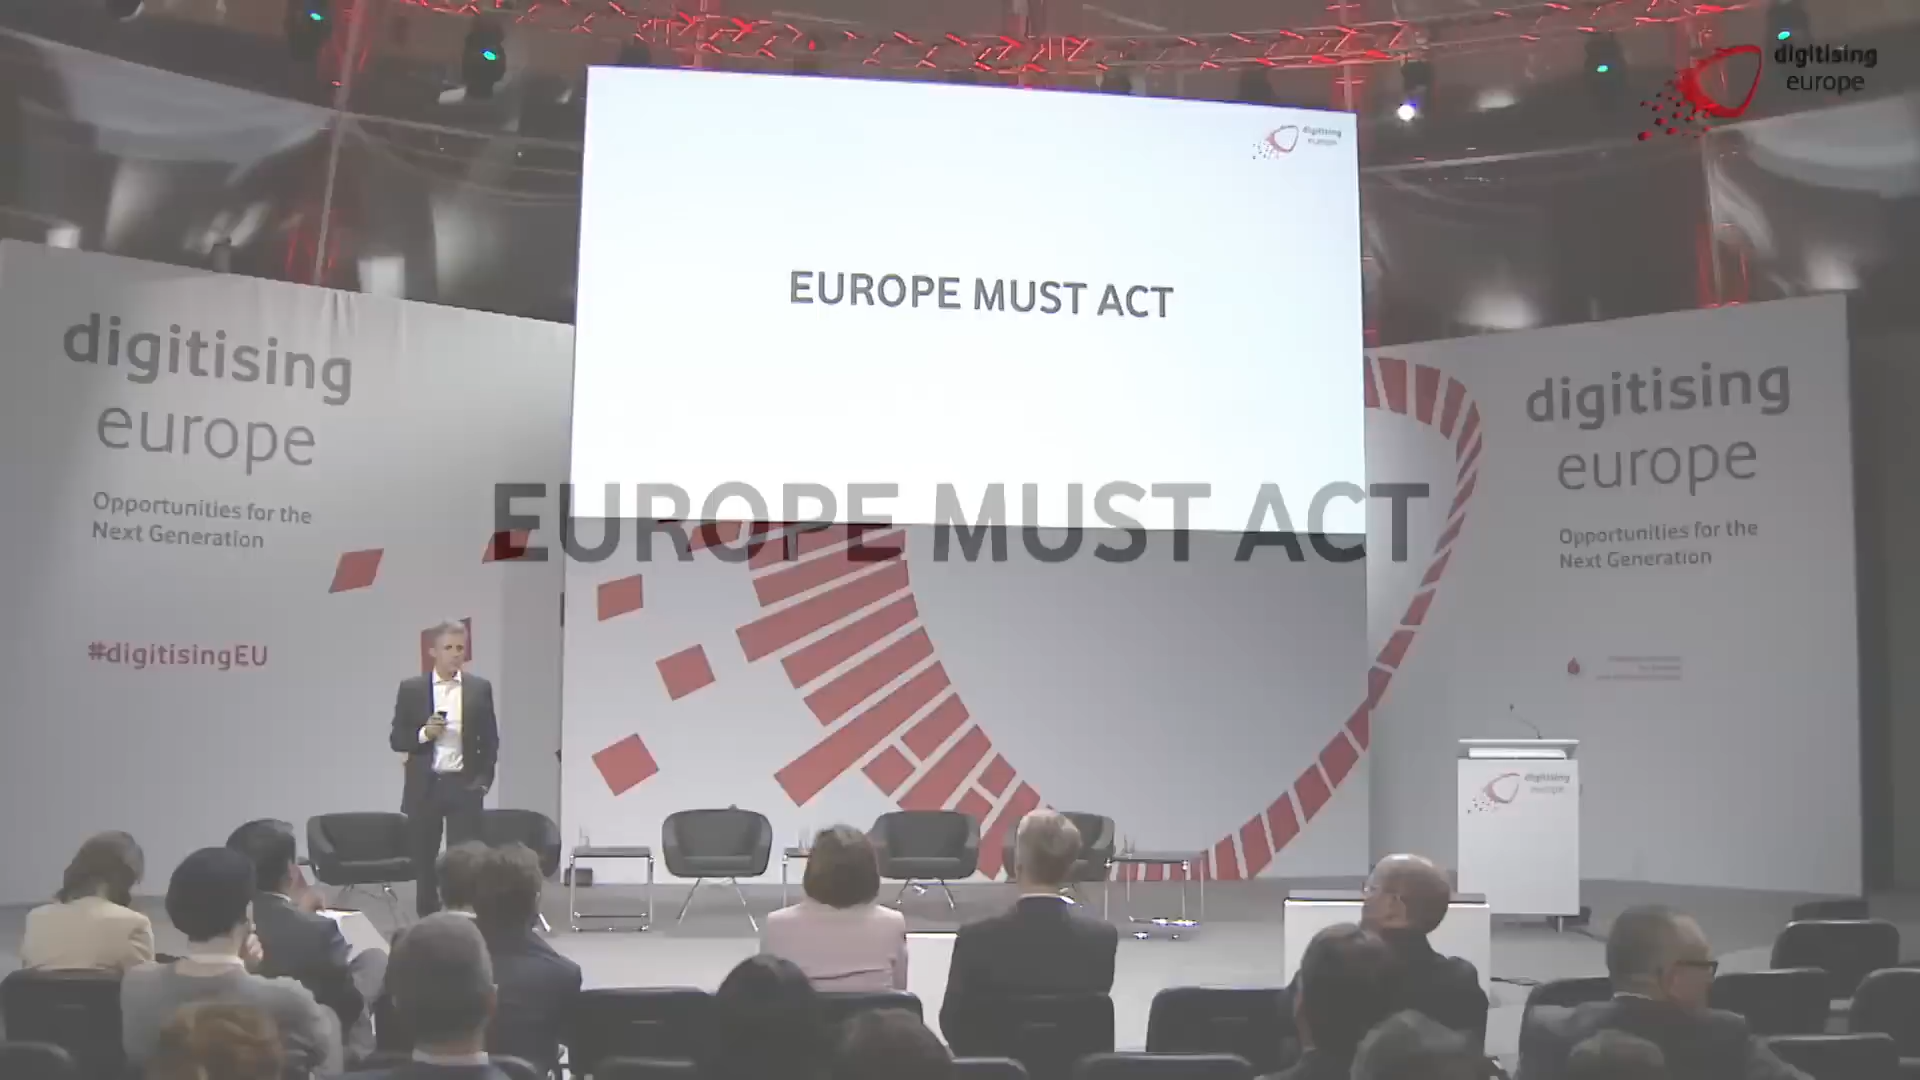 digitising
europe
digitising
europe
EUROPE MUST ACT
digitising
europe
Opportunities for the
Next Generation
#digitisingEU
EUROPE MUST ACT
digitising
europe
Opportunities for the
Next Generation
digitising
europe